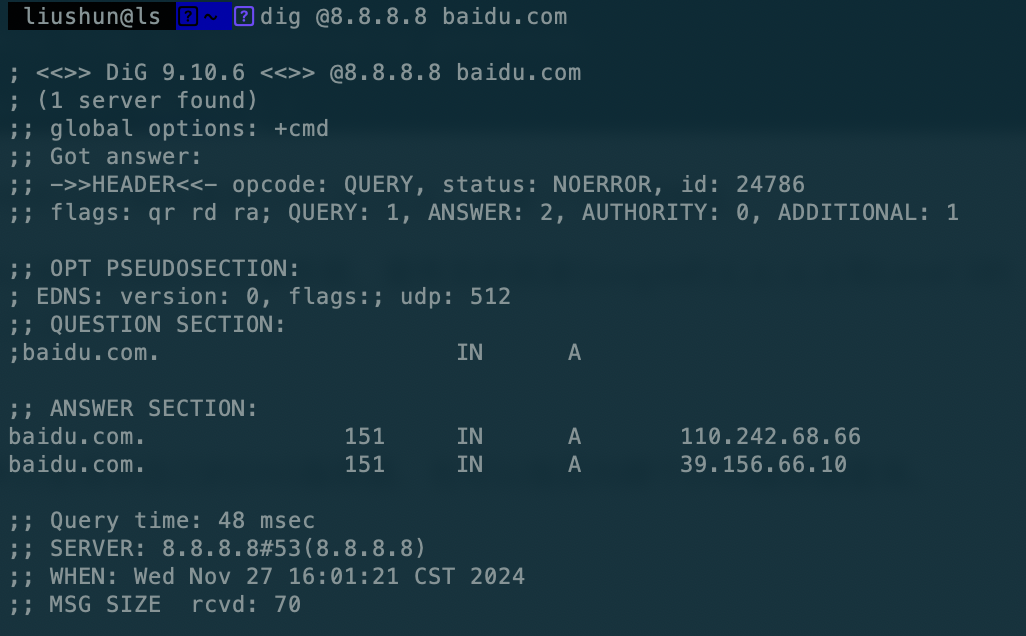 liushun@ls ~ dig @8.8.8.8 baidu.com
; <<>> DiG 9.10.6 <<>> @8.8.8.8 baidu.com
; (1 server found)
;; global options: +cmd
;; Got answer:
;; ->>HEADER<<- opcode: QUERY, status: NOERROR, id: 24786
;; flags: qr rd ra; QUERY: 1, ANSWER: 2, AUTHORITY: 0, ADDITIONAL: 1
;; OPT PSEUDOSECTION:
; EDNS: version: 0, flags:; udp: 512
;; QUESTION SECTION:
;baidu.com. IN A
;; ANSWER SECTION:
baidu.com. 151 IN A 110.242.68.66
baidu.com. 151 IN A 39.156.66.10
;; Query time: 48 msec
;; SERVER: 8.8.8.8#53(8.8.8.8)
;; WHEN: Wed Nov 27 16:01:21 CST 2024
;; MSG SIZE rcvd: 70